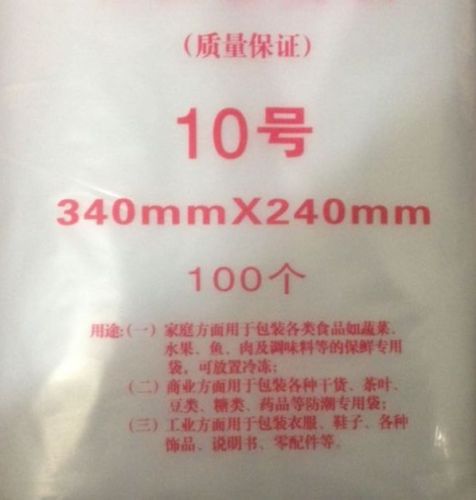 (质量保证)
10号
340mmX240mm
100个
用途:(一) 家庭方面用于包装各类食品如蔬菜、
水果、鱼、肉及调味料等的保鲜专用
袋,可放置冷冻;
(二) 商业方面用于包装各种干货、茶叶、
豆类、糖类、药品等防潮专用袋;
(三) 工业方面用于包装衣服、鞋子、各种
饰品、说明书、零配件等。